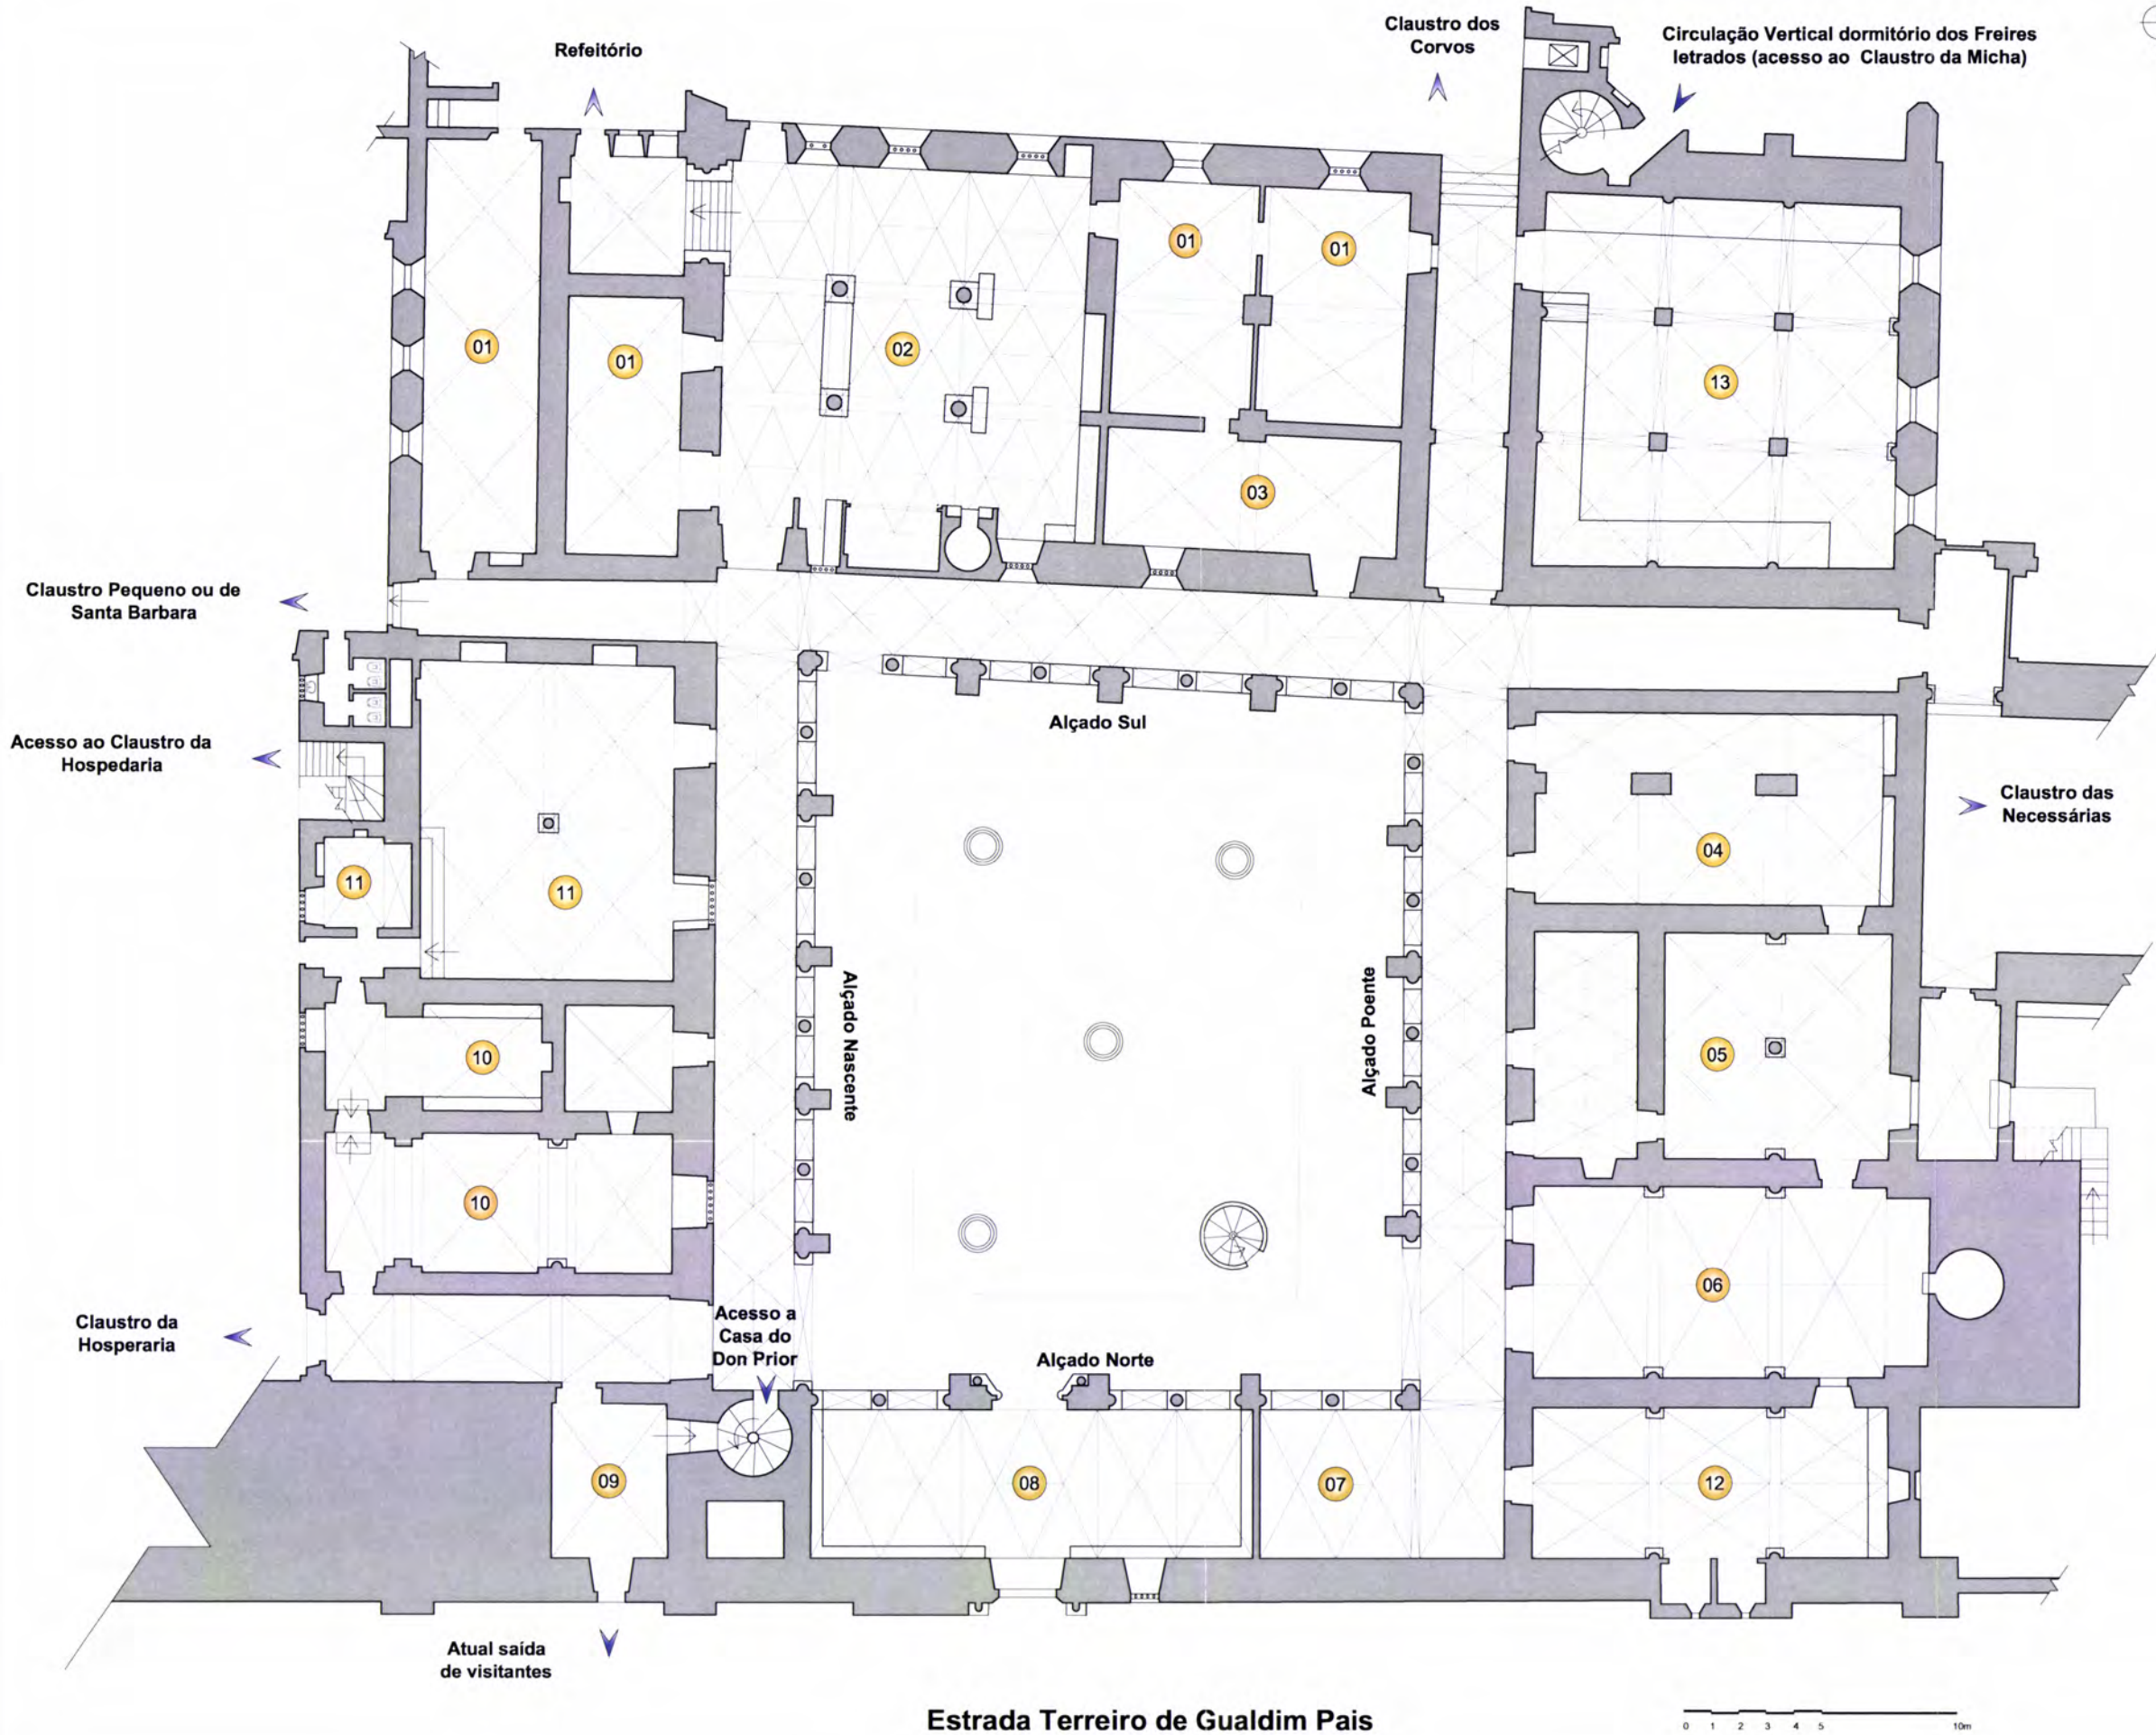 Refeitório
Claustro dos
Corvos
Circulação Vertical dormitório dos Freires
letrados (acesso ao Claustro da Micha)
01
01
13
01
02
01
03
Claustro Pequeno ou de
Santa Barbara
Alçado Sul
Acesso ao Claustro da
Hospedaria
Claustro das
Necessárias
04
11
11
Alçado Nascente
Alçado Poente
10
05
10
06
Claustro da
Hosperaria
Acesso a
Casa do
Don Prior
Alçado Norte
09
08
07
12
Atual saída
de visitantes
Estrada Terreiro de Gualdim Pais
0 1 2 3 4 5 10m